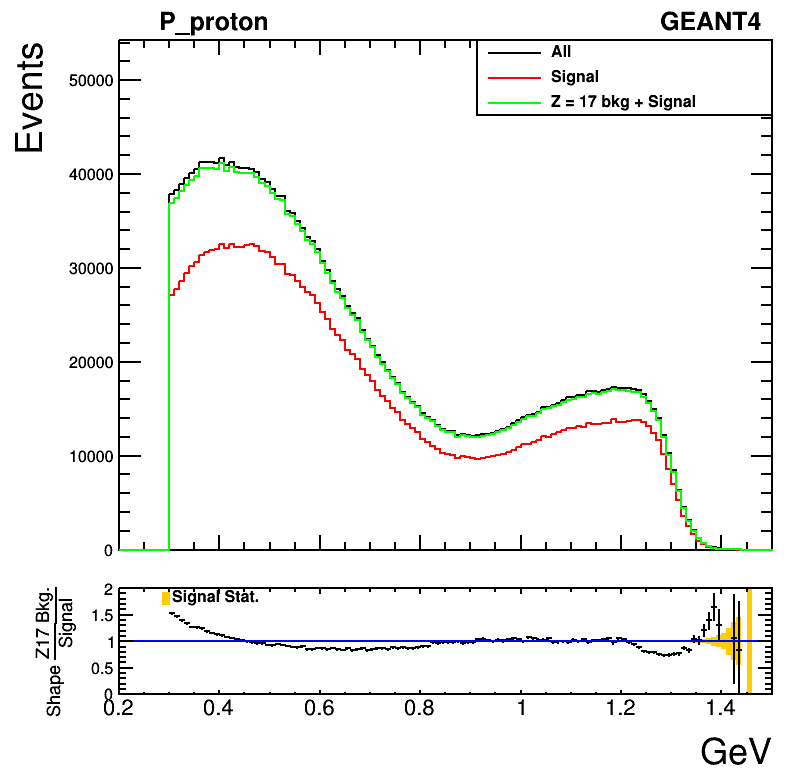 P_proton GEANT4
Events
All
Signal
Z = 17 bkg + Signal
50000
40000
30000
20000
10000
0
Shape Z17 Bkg.
Signal
Signal Stat.
2
1.5
1
0.5
0
0.2 0.4 0.6 0.8 1 1.2 1.4
GeV